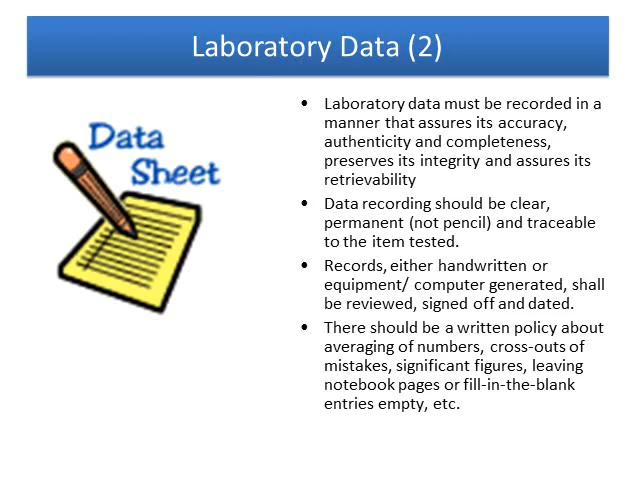 Laboratory Data (2)
Data
Sheet
• Laboratory data must be recorded in a
manner that assures its accuracy,
authenticity and completeness,
preserves its integrity and assures its
retrievability
• Data recording should be clear,
permanent (not pencil) and traceable
to the item tested.
• Records, either handwritten or
equipment/ computer generated, shall
be reviewed, signed off and dated.
• There should be a written policy about
averaging of numbers, cross-outs of
mistakes, significant figures, leaving
notebook pages or fill-in-the-blank
entries empty, etc.